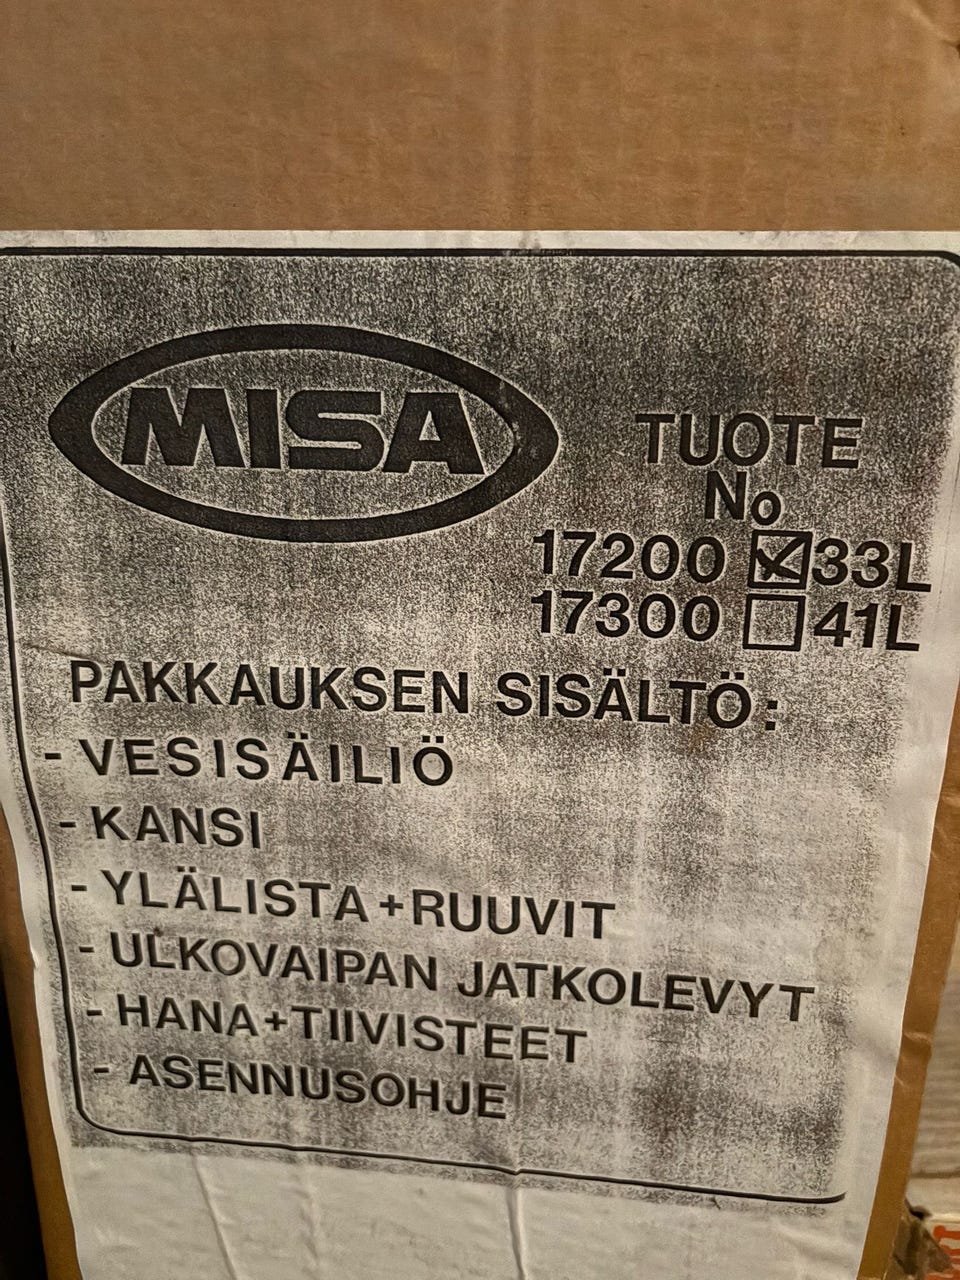 MISA
TUOTE
No
17200 ☒ 33L
17300 ☐ 41L
PAKKAUKSEN SISÄLTÖ:
- VESISÄILIÖ
- KANSI
- YLÄLISTA+RUUVIT
- ULKOVAIPAN JATKOLEVYT
- HANA+TIIVISTEET
- ASENNUSOHJE